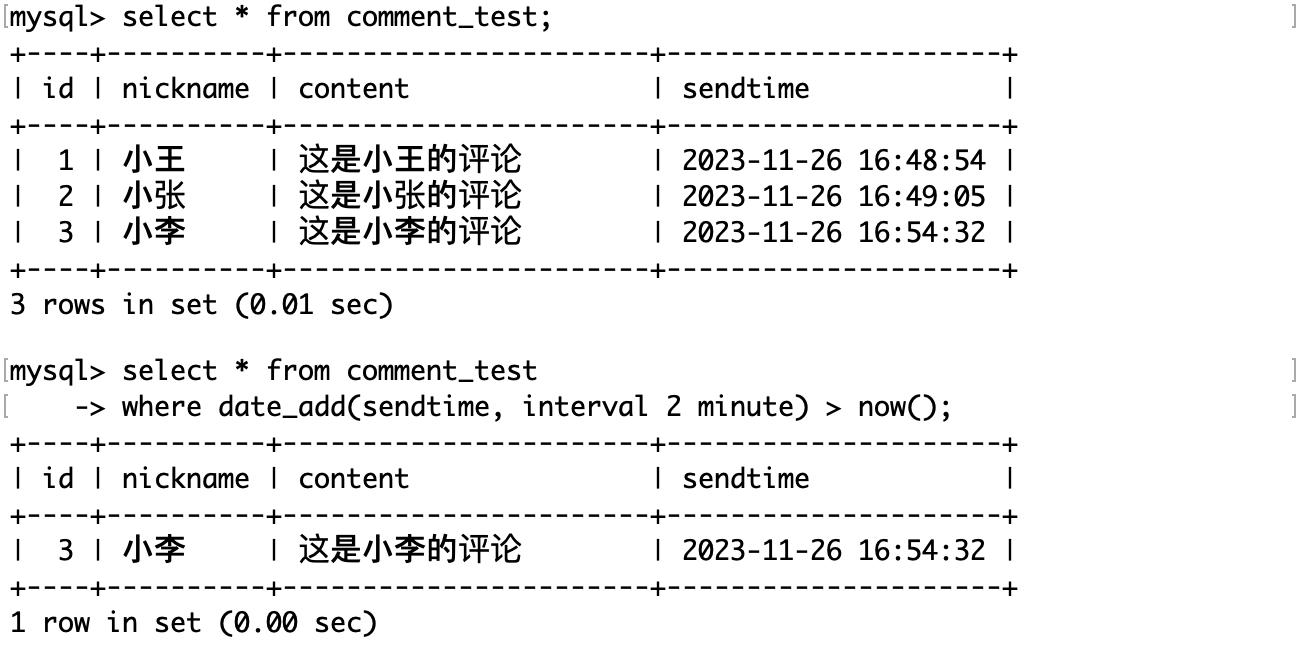 mysql> select * from comment_test;
+----+----------+-----------------------+---------------------+
| id | nickname | content               | sendtime            |
+----+----------+-----------------------+---------------------+
|  1 | 小王     | 这是小王的评论        | 2023-11-26 16:48:54 |
|  2 | 小张     | 这是小张的评论        | 2023-11-26 16:49:05 |
|  3 | 小李     | 这是小李的评论        | 2023-11-26 16:54:32 |
+----+----------+-----------------------+---------------------+
3 rows in set (0.01 sec)
mysql> select * from comment_test
    -> where date_add(sendtime, interval 2 minute) > now();
+----+----------+-----------------------+---------------------+
| id | nickname | content               | sendtime            |
+----+----------+-----------------------+---------------------+
|  3 | 小李     | 这是小李的评论        | 2023-11-26 16:54:32 |
+----+----------+-----------------------+---------------------+
1 row in set (0.00 sec)